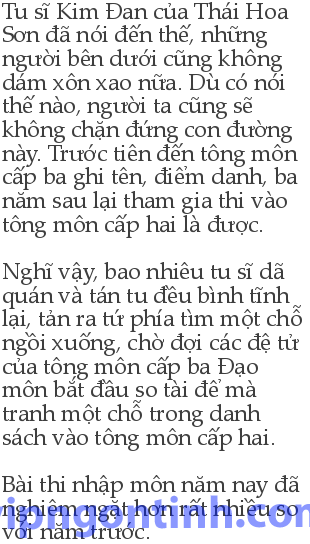 Tu sĩ Kim Đan của Thái Hoa
Sơn đã nói đến thế, những
người bên dưới cũng không
dám xôn xao nữa. Dù có nói
thế nào, người ta cũng sẽ
không chặn đứng con đường
này. Trước tiên đến tông môn
cấp ba ghi tên, điểm danh, ba
năm sau lại tham gia thi vào
tông môn cấp hai là được.

Nghĩ vậy, bao nhiêu tu sĩ dã
quán và tán tu đều bình tĩnh
lại, tản ra tứ phía tìm một chỗ
ngồi xuống, chờ đợi các đệ tử
của tông môn cấp ba Đạo
môn bắt đầu so tài để mà
tranh một chỗ trong danh
sách vào tông môn cấp hai.

Bài thi nhập môn năm nay đã
nghiêm ngặt hơn rất nhiều so
với năm trước.